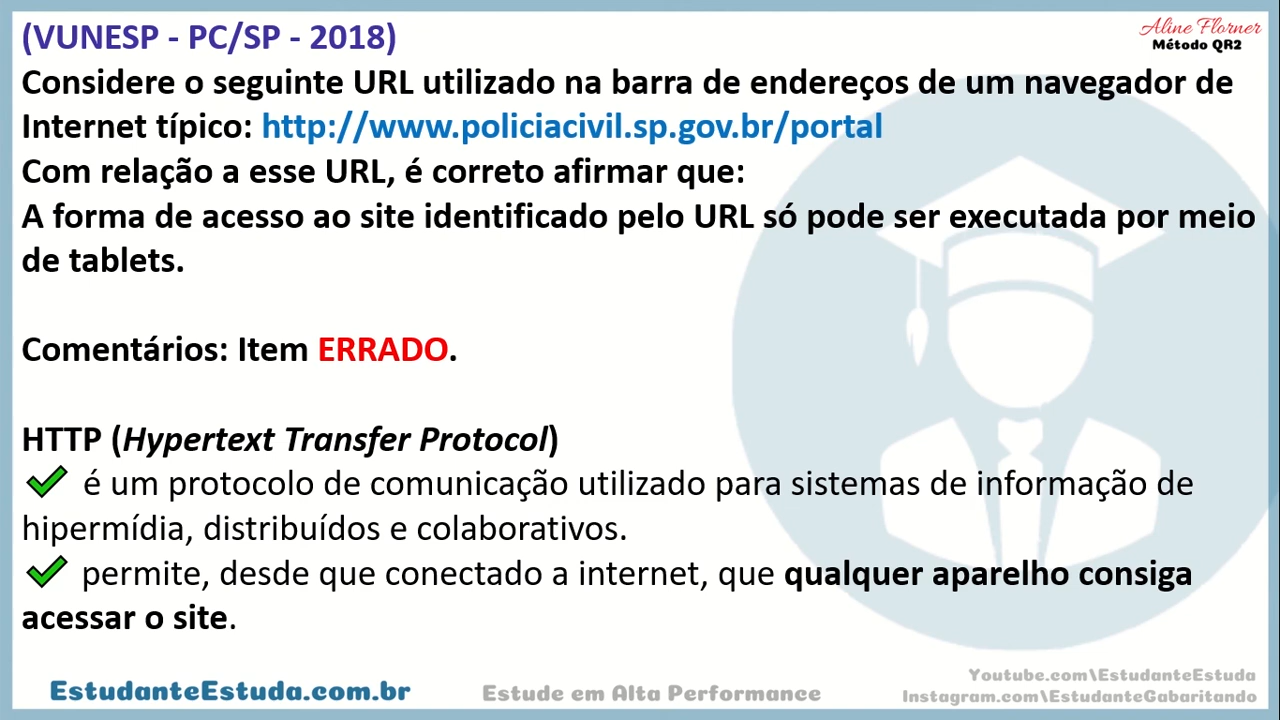 (VUNESP - PC/SP - 2018)
Aline Florner
Método QR2
Considere o seguinte URL utilizado na barra de endereços de um navegador de
Internet típico: http://www.policiacivil.sp.gov.br/portal
Com relação a esse URL, é correto afirmar que:
A forma de acesso ao site identificado pelo URL só pode ser executada por meio
de tablets.
Comentários: Item ERRADO.
HTTP (Hypertext Transfer Protocol)
é um protocolo de comunicação utilizado para sistemas de informação de
hipermídia, distribuídos e colaborativos.
permite, desde que conectado a internet, que qualquer aparelho consiga
acessar o site.
EstudanteEstuda.com.br
Estude em Alta Performance
Youtube.com\EstudanteEstuda
Instagram.com\EstudanteGabaritando